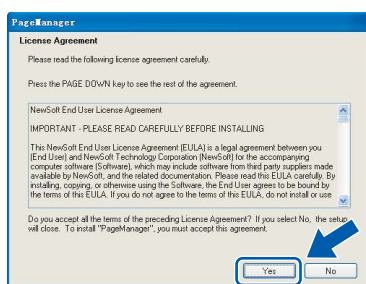 PageManager
License Agreement
Please read the following license agreement carefully.
Press the PAGE DOWN key to see the rest of the agreement.
NewSoft End User License Agreement
IMPORTANT - PLEASE READ CAREFULLY BEFORE INSTALLING
This NewSoft End User License Agreement (EULA) is a legal agreement between you
(End User) and NewSoft Technology Corporation (NewSoft) for the accompanying
computer software (Software), which may include software from third party suppliers made
available by NewSoft, and the related documentation. Please read this EULA carefully. By
installing, copying, or otherwise using the Software, the End User agrees to be bound by
the terms of this EULA. If you do not agree to the terms of this EULA, do not install or use
Do you accept all the terms of the preceding License Agreement? If you select No, the setup
will close. To install "PageManager", you must accept this agreement.
Yes
No